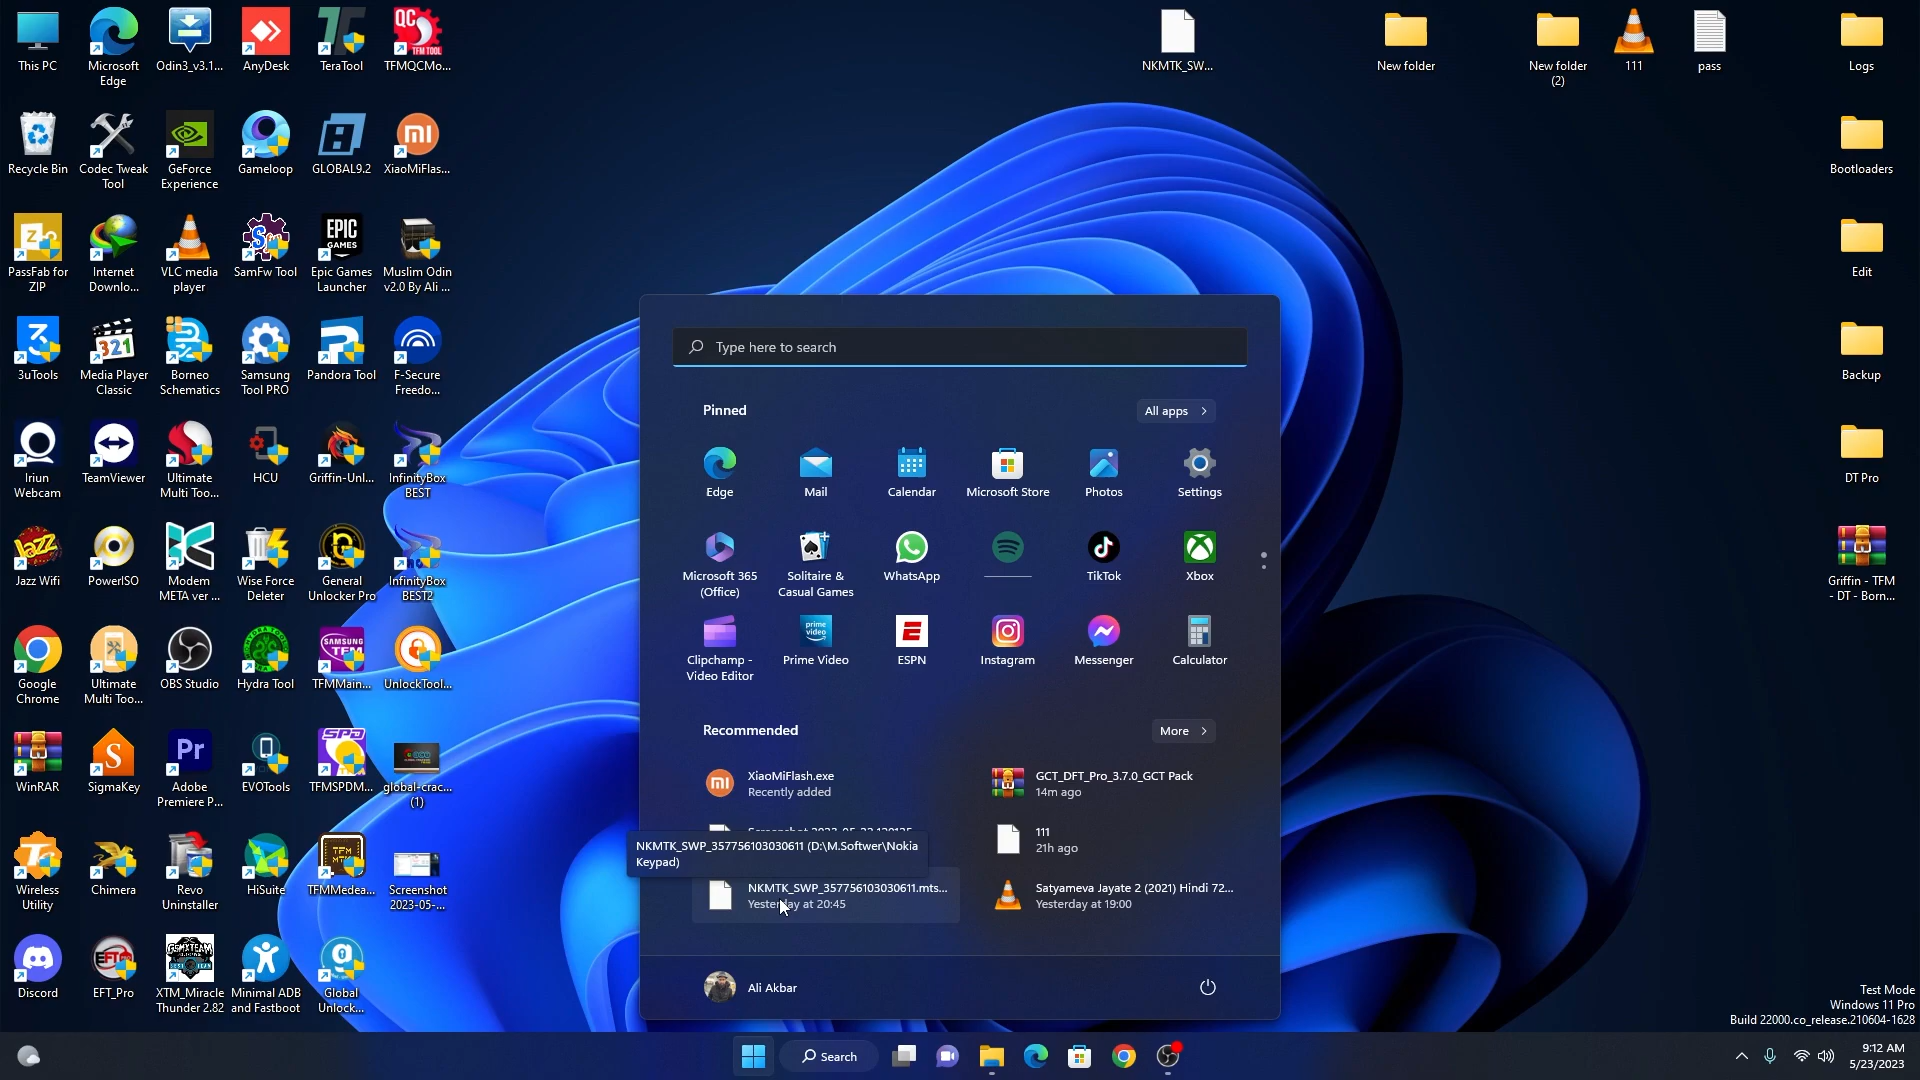 This PC
Microsoft
Edge
Odin3_v3.1...
AnyDesk
TeraTool
TFMQCMo...
NKMTK_SW...
New folder
New folder
(2)
111
pass
Logs
Recycle Bin
Codec Tweak
Tool
GeForce
Experience
Gameloop
GLOBAL9.2
XiaoMiFlas...
Bootloaders
PassFab for
ZIP
Internet
Downlo...
VLC media
player
SamFw Tool
Epic Games
Launcher
Muslim Odin
v2.0 By Ali ...
Edit
3uTools
Media Player
Classic
Borneo
Schematics
Samsung
Tool PRO
Pandora Tool
F-Secure
Freedo...
Backup
Iriun
Webcam
TeamViewer
Ultimate
Multi Too...
HCU
Griffin-Unl...
InfinityBox
BEST
DT Pro
Jazz Wifi
PowerISO
Modem
META ver ...
Wise Force
Deleter
General
Unlocker Pro
InfinityBox
BEST2
Griffin - TFM
- DT - Born...
Google
Chrome
Ultimate
Multi Too...
OBS Studio
Hydra Tool
TFMMain...
UnlockTool...
WinRAR
SigmaKey
Adobe
Premiere P...
EVOTools
TFMSPDM...
global-crac...
(1)
Wireless
Utility
Chimera
Revo
Uninstaller
HiSuite
TFMMedea...
Screenshot
2023-05-...
Discord
EFT_Pro
XTM_Miracle
Thunder 2.82
Minimal ADB
and Fastboot
Global
Unlock...
Type here to search
Pinned
All apps
Edge
Mail
Calendar
Microsoft Store
Photos
Settings
Microsoft 365
(Office)
Solitaire &
Casual Games
WhatsApp
TikTok
Xbox
Clipchamp -
Video Editor
Prime Video
ESPN
Instagram
Messenger
Calculator
Recommended
More
XiaoMiFlash.exe
Recently added
GCT_DFT_Pro_3.7.0_GCT Pack
14m ago
111
21h ago
NKMTK_SWP_357756103030611 (D:\M.Softwer\Nokia
Keypad)
NKMTK_SWP_357756103030611.mts...
Yesterday at 20:45
Satyameva Jayate 2 (2021) Hindi 72...
Yesterday at 19:00
Ali Akbar
Test Mode
Windows 11 Pro
Build 22000.co_release.210604-1628
Search
9:12 AM
5/23/2023